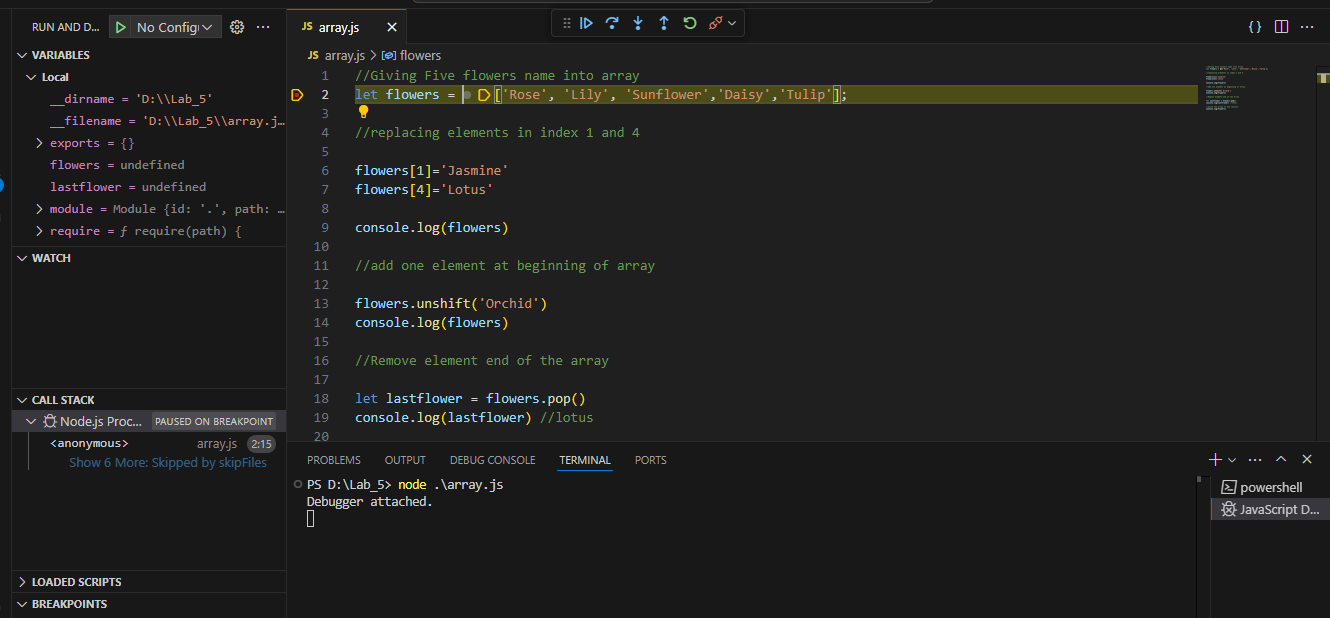 RUN AND D...
No Config
VARIABLES
Local
__dirname = 'D:\\Lab_5'
__filename = 'D:\\Lab_5\\array.j…
exports = {}
flowers = undefined
lastflower = undefined
module = Module {id: '.', path: …
require = ƒ require(path) {
WATCH
CALL STACK
Node.js Proc...
PAUSED ON BREAKPOINT
<anonymous>
array.js
2:15
Show 6 More: Skipped by skipFiles
LOADED SCRIPTS
BREAKPOINTS
JS array.js
JS array.js > flowers
1 //Giving Five flowers name into array
2 let flowers = ['Rose', 'Lily', 'Sunflower','Daisy','Tulip'];
3
4 //replacing elements in index 1 and 4
5
6 flowers[1]='Jasmine'
7 flowers[4]='Lotus'
8
9 console.log(flowers)
10
11 //add one element at beginning of array
12
13 flowers.unshift('Orchid')
14 console.log(flowers)
15
16 //Remove element end of the array
17
18 let lastflower = flowers.pop()
19 console.log(lastflower) //lotus
20
PROBLEMS OUTPUT DEBUG CONSOLE TERMINAL PORTS
PS D:\Lab_5> node .\array.js
Debugger attached.
powershell
JavaScript D...